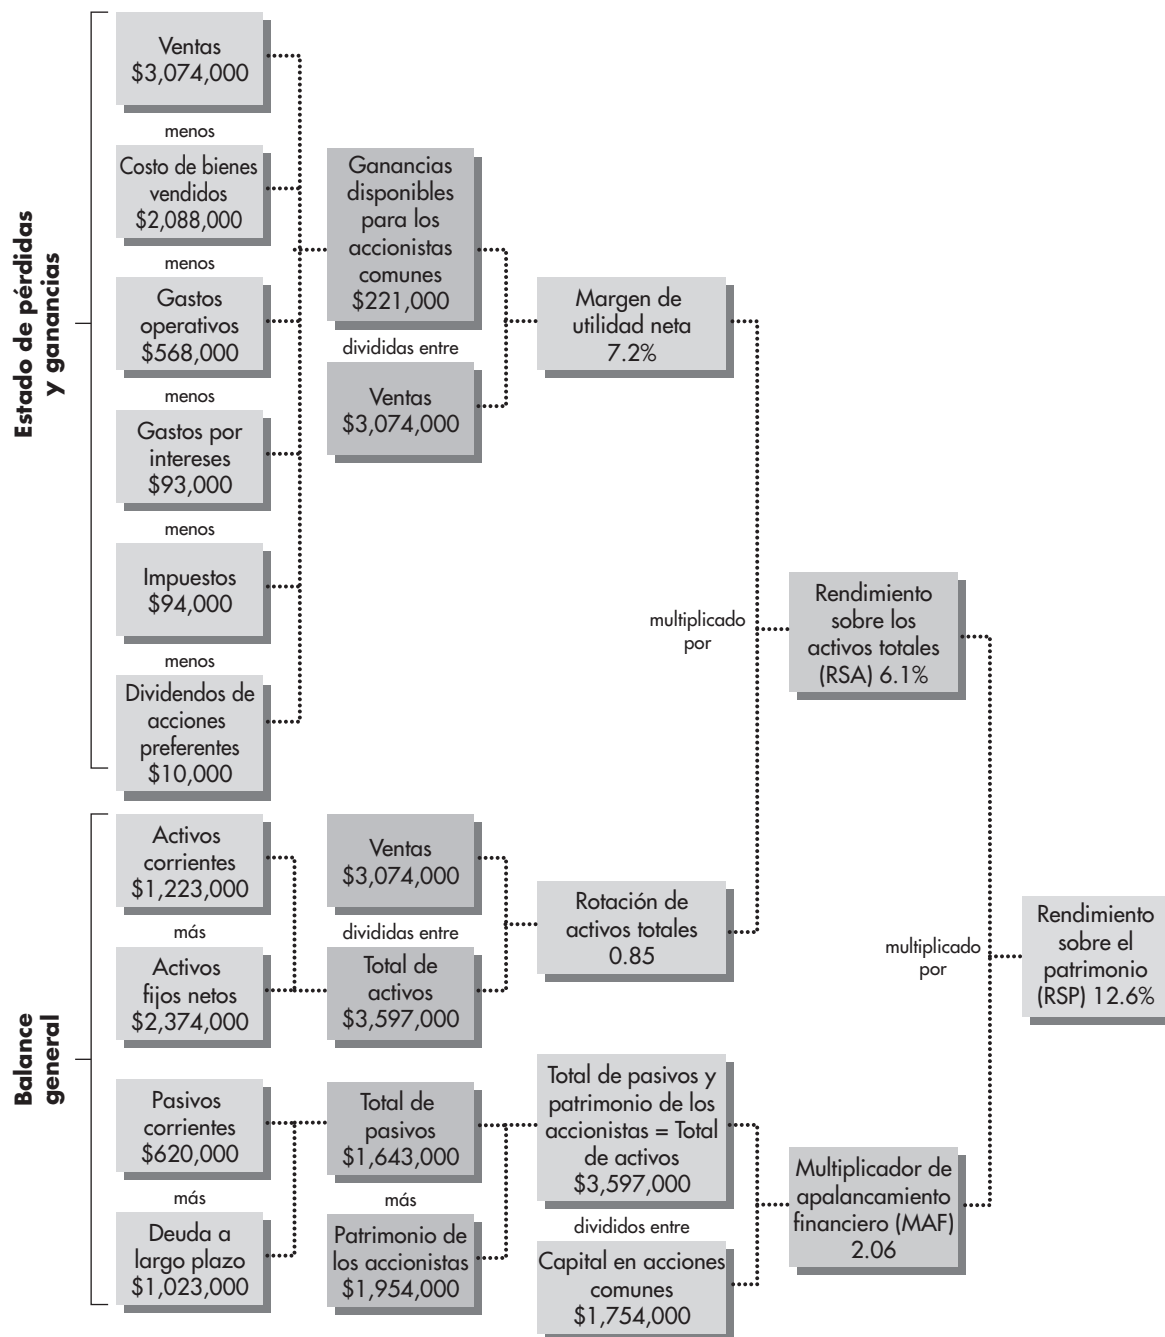 Estado de pérdidas
y ganancias
Ventas
$3,074,000
menos
Costo de bienes
vendidos
$2,088,000
menos
Gastos
operativos
$568,000
menos
Gastos por
intereses
$93,000
menos
Impuestos
$94,000
menos
Dividendos de
acciones
preferentes
$10,000
Ganancias
disponibles
para los
accionistas
comunes
$221,000
divididas entre
Ventas
$3,074,000
Margen de
utilidad neta
7.2%
multiplicado
por
Rendimiento
sobre los
activos totales
(RSA) 6.1%
Balance
general
Activos
corrientes
$1,223,000
más
Activos
fijos netos
$2,374,000
Ventas
$3,074,000
divididas entre
Total de
activos
$3,597,000
Rotación de
activos totales
0.85
multiplicado
por
Rendimiento
sobre el
patrimonio
(RSP) 12.6%
Pasivos
corrientes
$620,000
más
Deuda a
largo plazo
$1,023,000
Total de
pasivos
$1,643,000
más
Patrimonio de
los accionistas
$1,954,000
Total de pasivos y
patrimonio de los
accionistas = Total
de activos
$3,597,000
divididos entre
Capital en acciones
comunes
$1,754,000
Multiplicador de
apalancamiento
financiero (MAF)
2.06